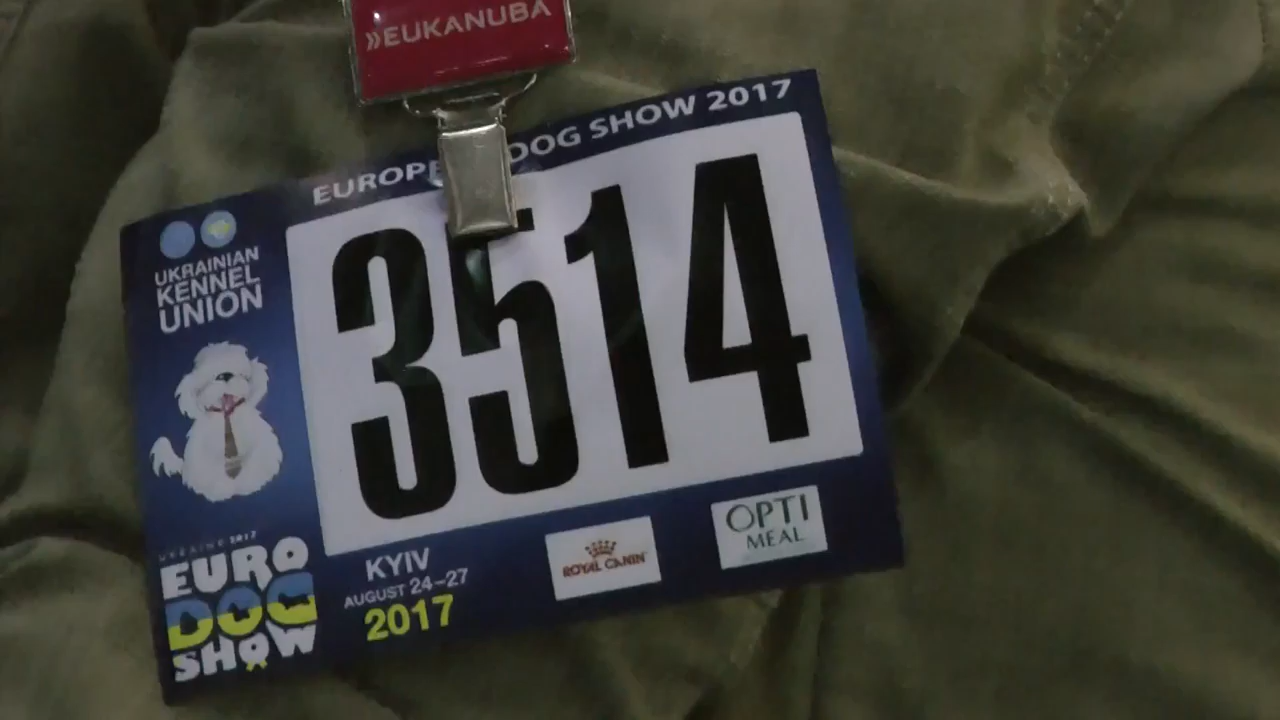 »EUKANUBA
EUROPE DOG SHOW 2017
UKRAINIAN
KENNEL
UNION
3514
UKRAINE 2017
EURO
DOG
SHOW
KYIV
AUGUST 24-27
2017
ROYAL CANIN
OPTI
MEAL